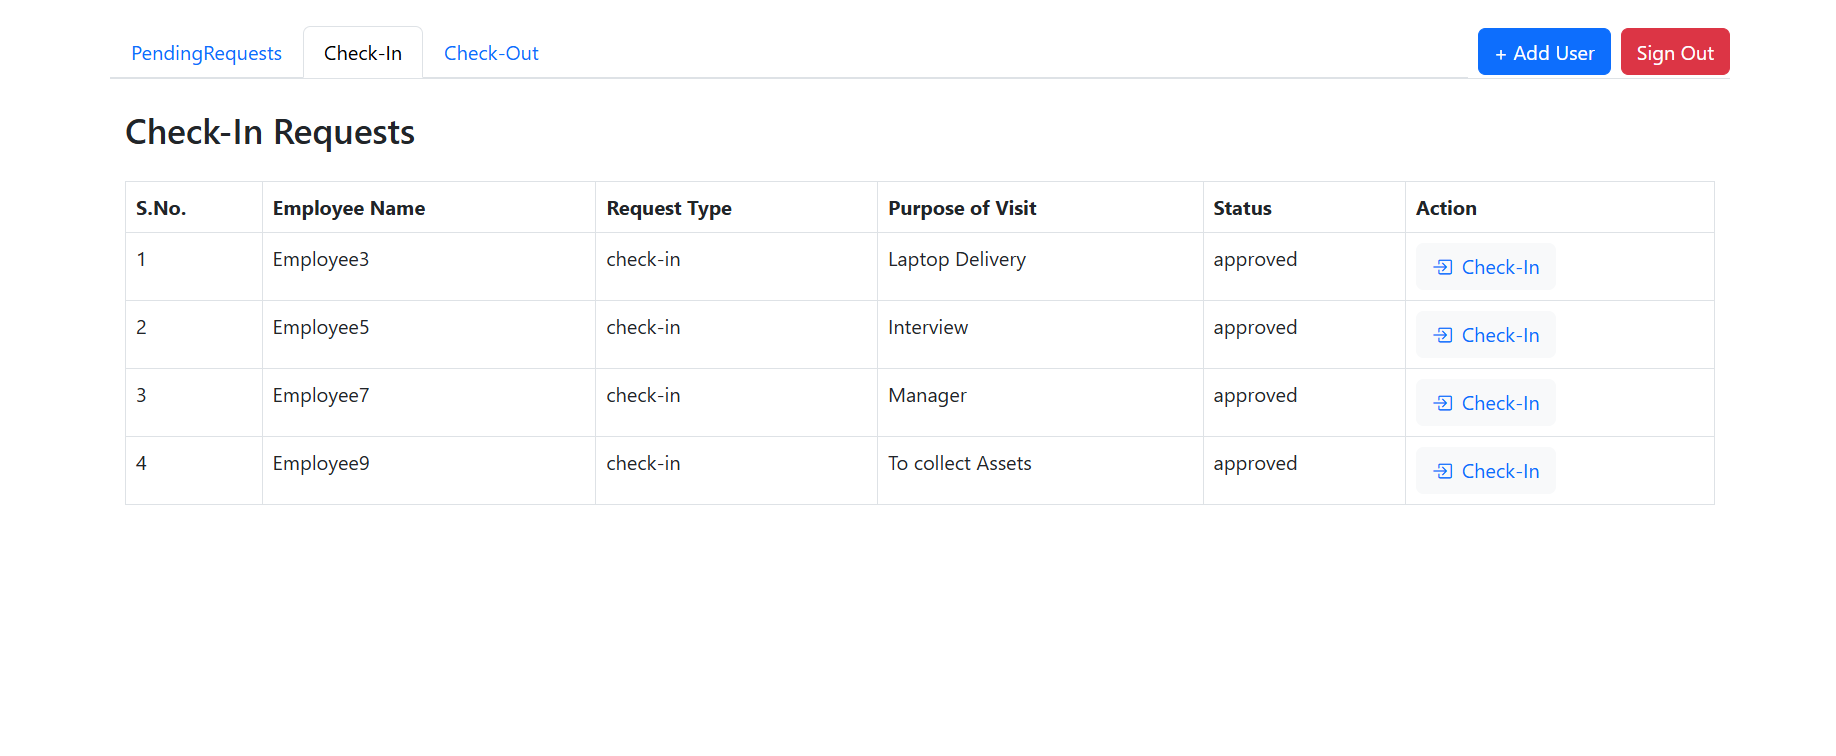 PendingRequests Check-In Check-Out + Add User Sign Out
Check-In Requests
S.No. Employee Name Request Type Purpose of Visit Status Action
1 Employee3 check-in Laptop Delivery approved Check-In
2 Employee5 check-in Interview approved Check-In
3 Employee7 check-in Manager approved Check-In
4 Employee9 check-in To collect Assets approved Check-In